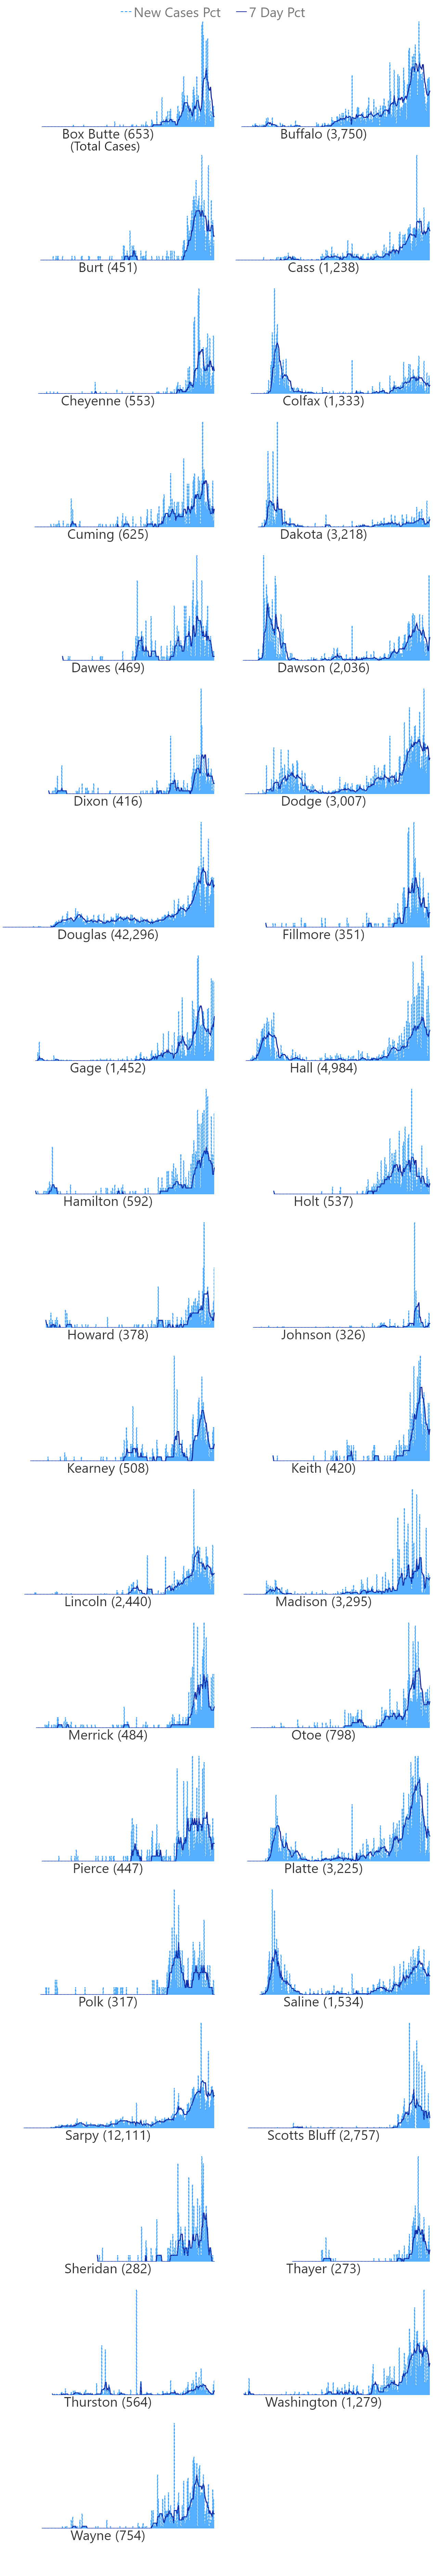 New Cases Pct 7 Day Pct
Box Butte (653) Buffalo (3,750)
(Total Cases)
Burt (451) Cass (1,238)
Cheyenne (553) Colfax (1,333)
Cuming (625) Dakota (3,218)
Dawes (469) Dawson (2,036)
Dixon (416) Dodge (3,007)
Douglas (42,296) Fillmore (351)
Gage (1,452) Hall (4,984)
Hamilton (592) Holt (537)
Howard (378) Johnson (326)
Kearney (508) Keith (420)
Lincoln (2,440) Madison (3,295)
Merrick (484) Otoe (798)
Pierce (447) Platte (3,225)
Polk (317) Saline (1,534)
Sarpy (12,111) Scotts Bluff (2,757)
Sheridan (282) Thayer (273)
Thurston (564) Washington (1,279)
Wayne (754)